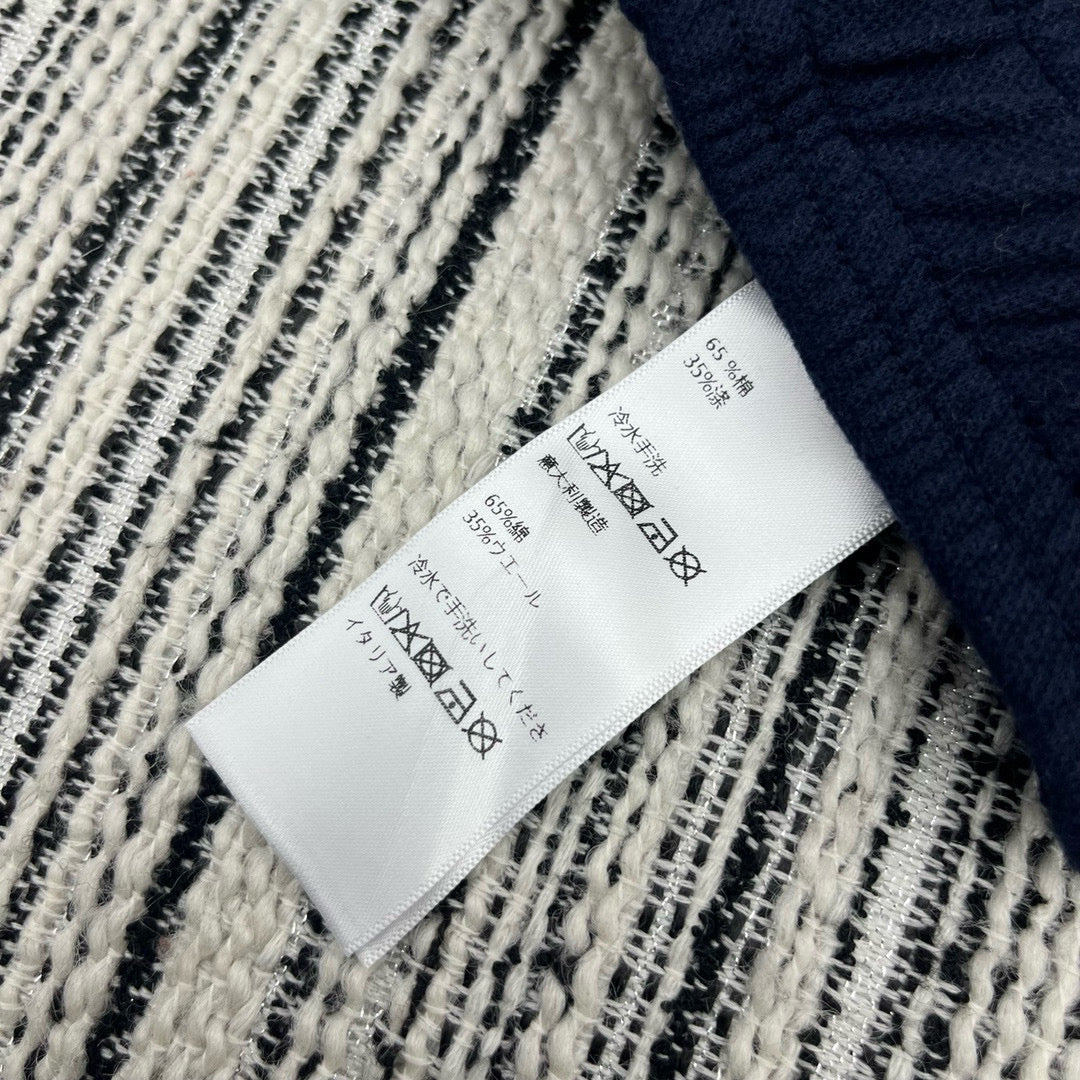 65%棉
35%涤
冷水手洗
意大利製造
65%綿
35%ウエール
冷水で手洗いしてくださ
イタリア製